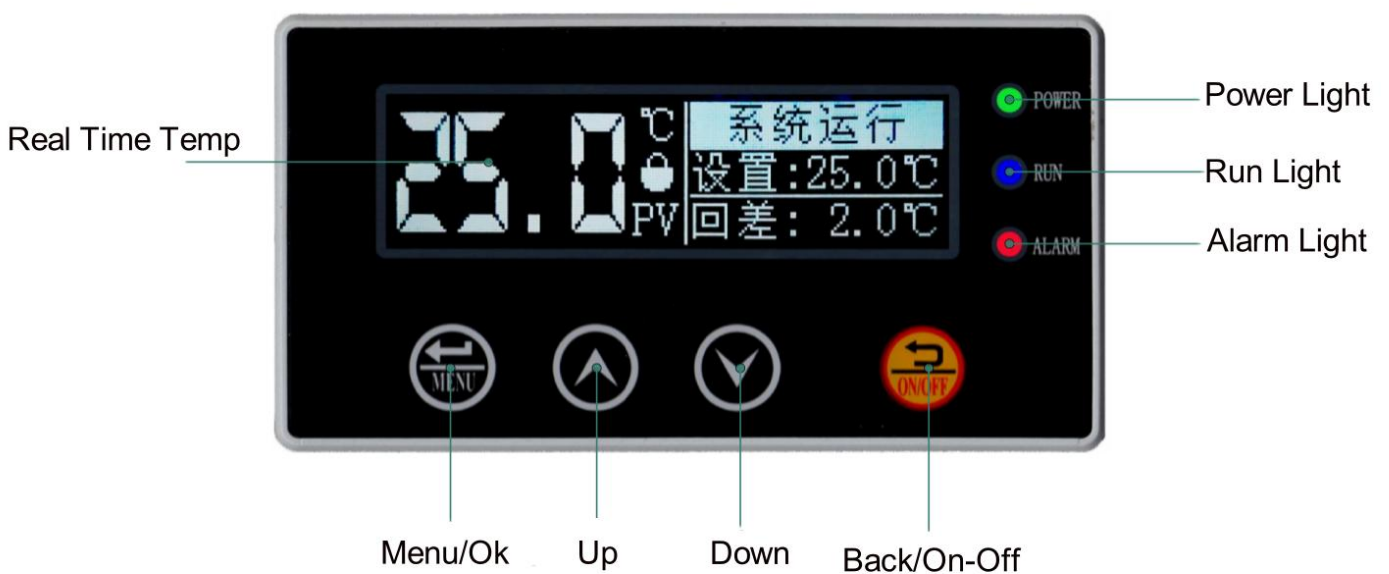 Real Time Temp
25.0 ℃
PV
系统运行
设置:25.0℃
回差: 2.0℃
POWER
RUN
ALARM
Power Light
Run Light
Alarm Light
MENU
ON/OFF
Menu/Ok
Up
Down
Back/On-Off